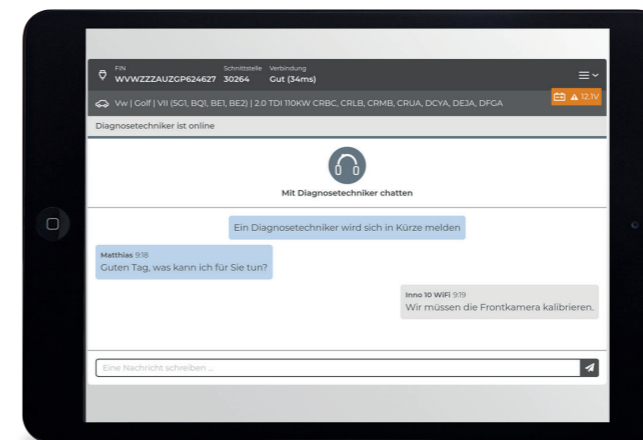 FIN Schnittstelle Verbindung
WVWZZZAUZGP624627 30264 Gut (34ms)
Vw | Golf | VII (5G1, BQ1, BE1, BE2) | 2.0 TDI 110KW CRBC, CRLB, CRMB, CRUA, DCYA, DEJA, DFGA
12.1V
Diagnosetechniker ist online
Mit Diagnosetechniker chatten
Ein Diagnosetechniker wird sich in Kürze melden
Matthias 9:18
Guten Tag, was kann ich für Sie tun?
Inno 10 WiFi 9:19
Wir müssen die Frontkamera kalibrieren.
Eine Nachricht schreiben ...